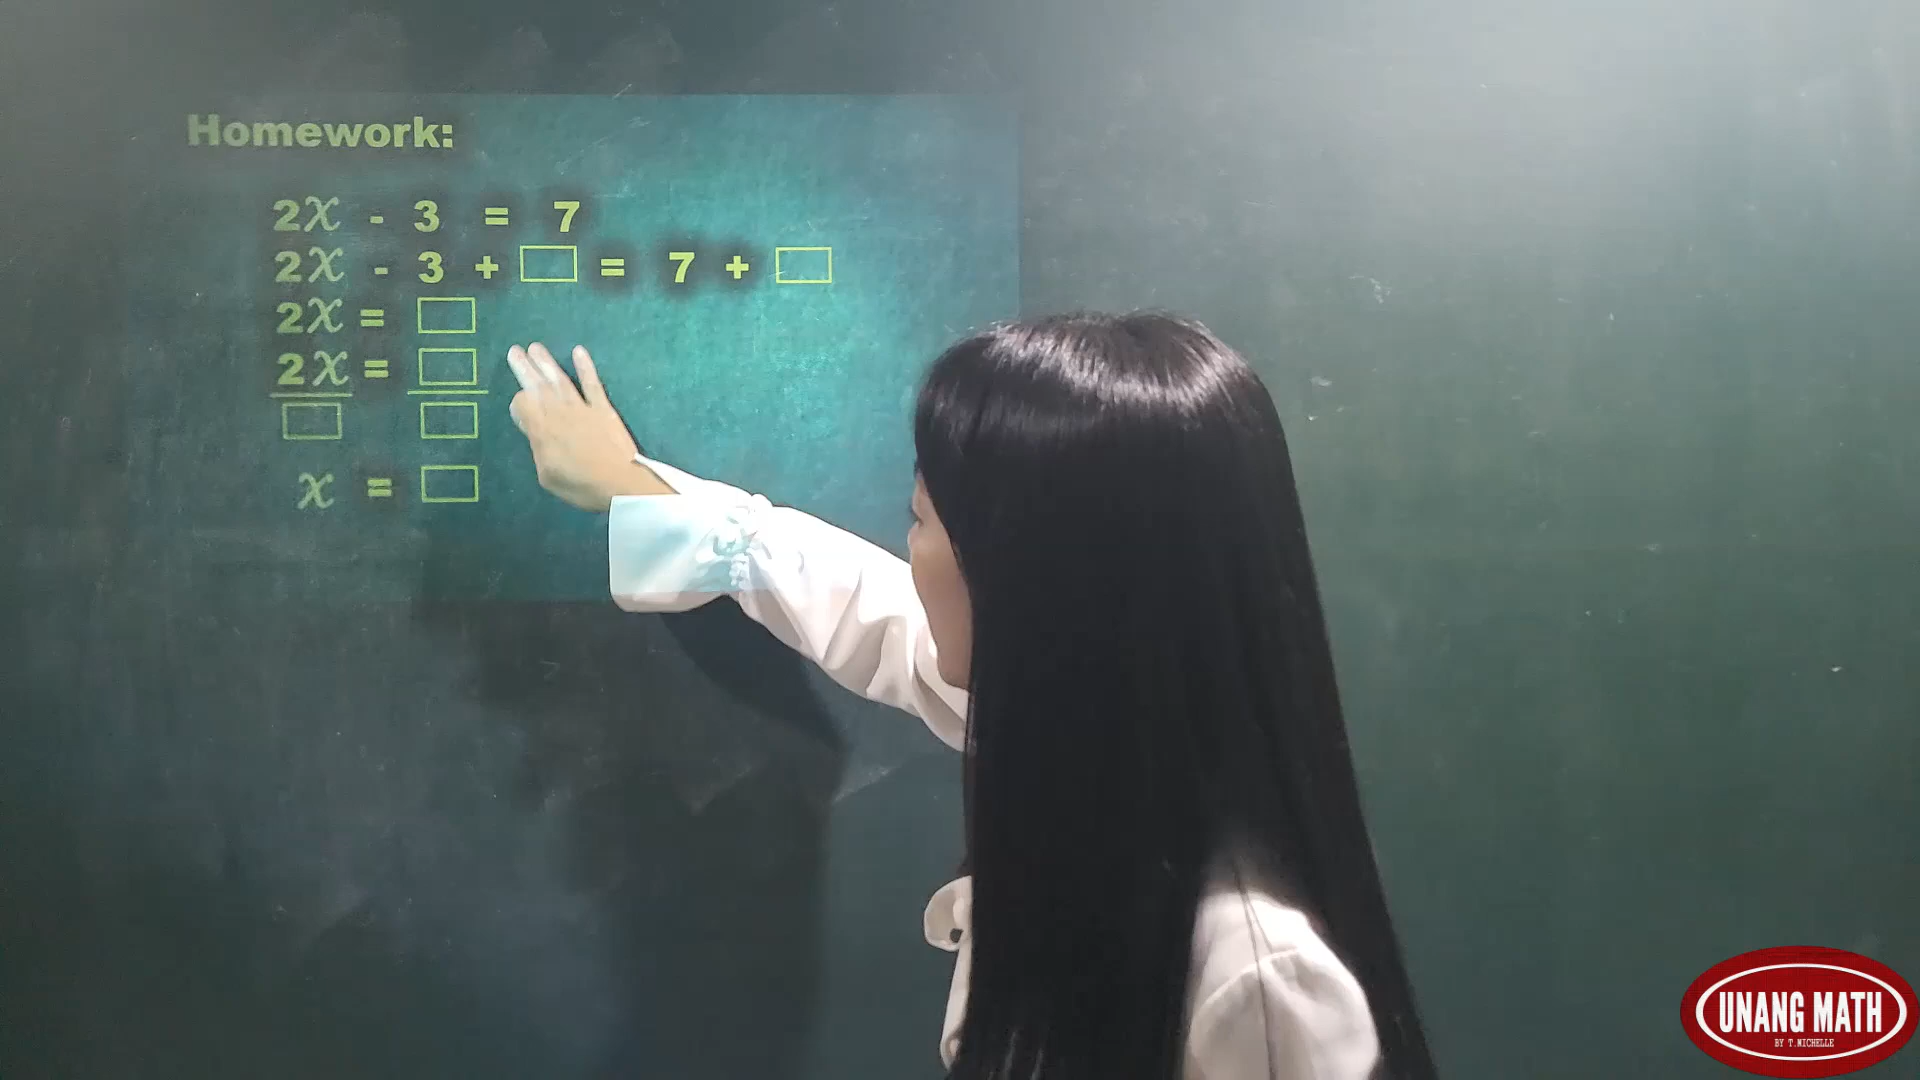 Homework:
2x - 3 = 7
2x - 3 + □ = 7 + □
2x = □
2x = □
□ □
x = □
UNANG MATH
BY T.MICHELLE